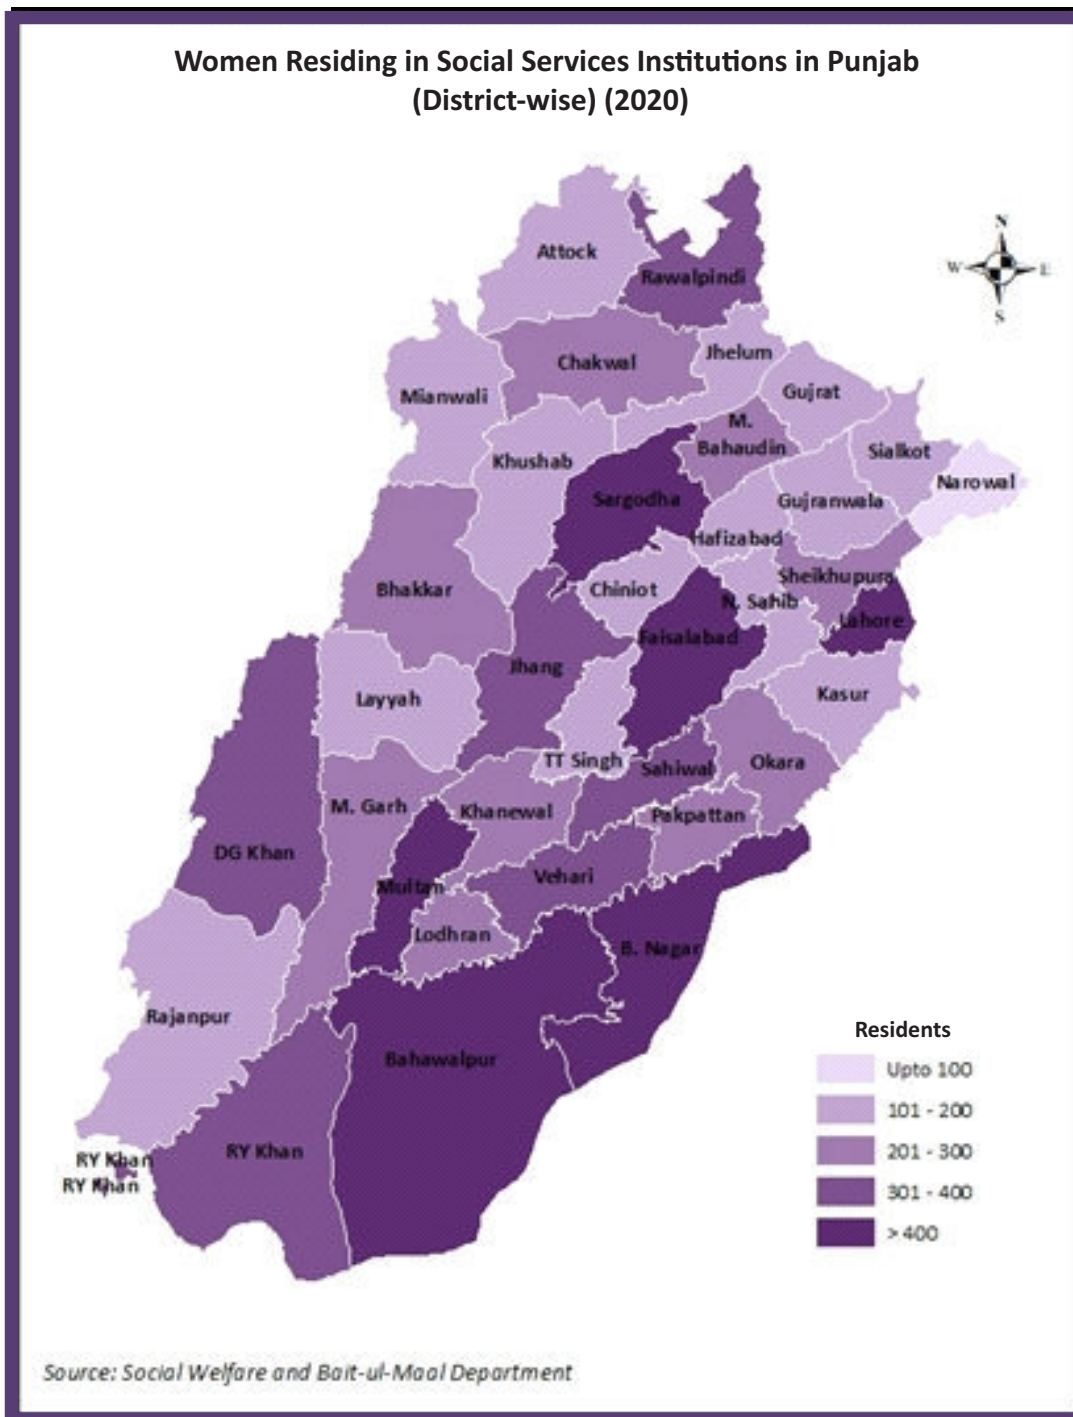 Women Residing in Social Services Institutions in Punjab
(District-wise) (2020)
N
W
E
S
Attock
Rawalpindi
Chakwal
Jhelum
Mianwali
Gujrat
M.
Bahaudin
Khushab
Sialkot
Narowal
Sargodha
Gujranwala
Hafizabad
Bhakkar
Chiniot
Sheikhupura
N. Sahib
Lahore
Faisalabad
Jhang
Layyah
Kasur
TT Singh
Sahiwal
Okara
M. Garh
Khanewal
Pakpattan
DG Khan
Multan
Vehari
Lodhran
B. Nagar
Rajanpur
Bahawalpur
RY Khan
RY Khan
RY Khan
Residents
Upto 100
101 - 200
201 - 300
301 - 400
> 400
Source: Social Welfare and Bait-ul-Maal Department